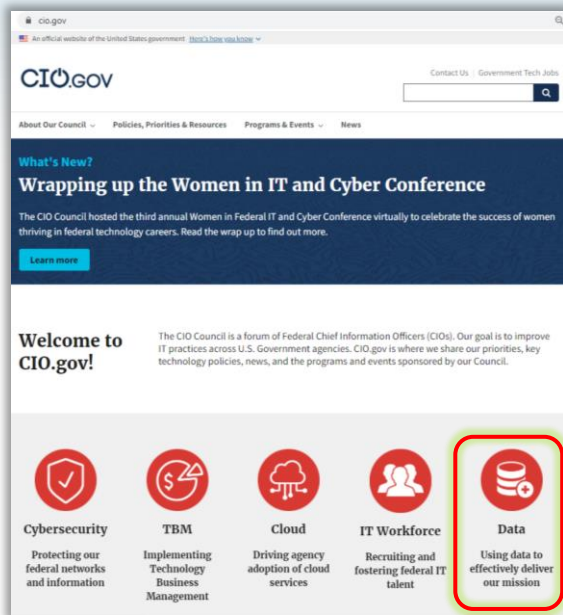 cio.gov
An official website of the United States government Here's how you know
CIO.GOV
Contact Us | Government Tech Jobs
About Our Council Policies, Priorities & Resources Programs & Events News
What's New?
Wrapping up the Women in IT and Cyber Conference
The CIO Council hosted the third annual Women in Federal IT and Cyber Conference virtually to celebrate the success of women
thriving in federal technology careers. Read the wrap up to find out more.
Learn more
Welcome to
CIO.gov!
The CIO Council is a forum of Federal Chief Information Officers (CIOs). Our goal is to improve
IT practices across U.S. Government agencies. CIO.gov is where we share our priorities, key
technology policies, news, and the programs and events sponsored by our Council.
Cybersecurity
Protecting our
federal networks
and information
TBM
Implementing
Technology
Business
Management
Cloud
Driving agency
adoption of cloud
services
IT Workforce
Recruiting and
fostering federal IT
talent
Data
Using data to
effectively deliver
our mission